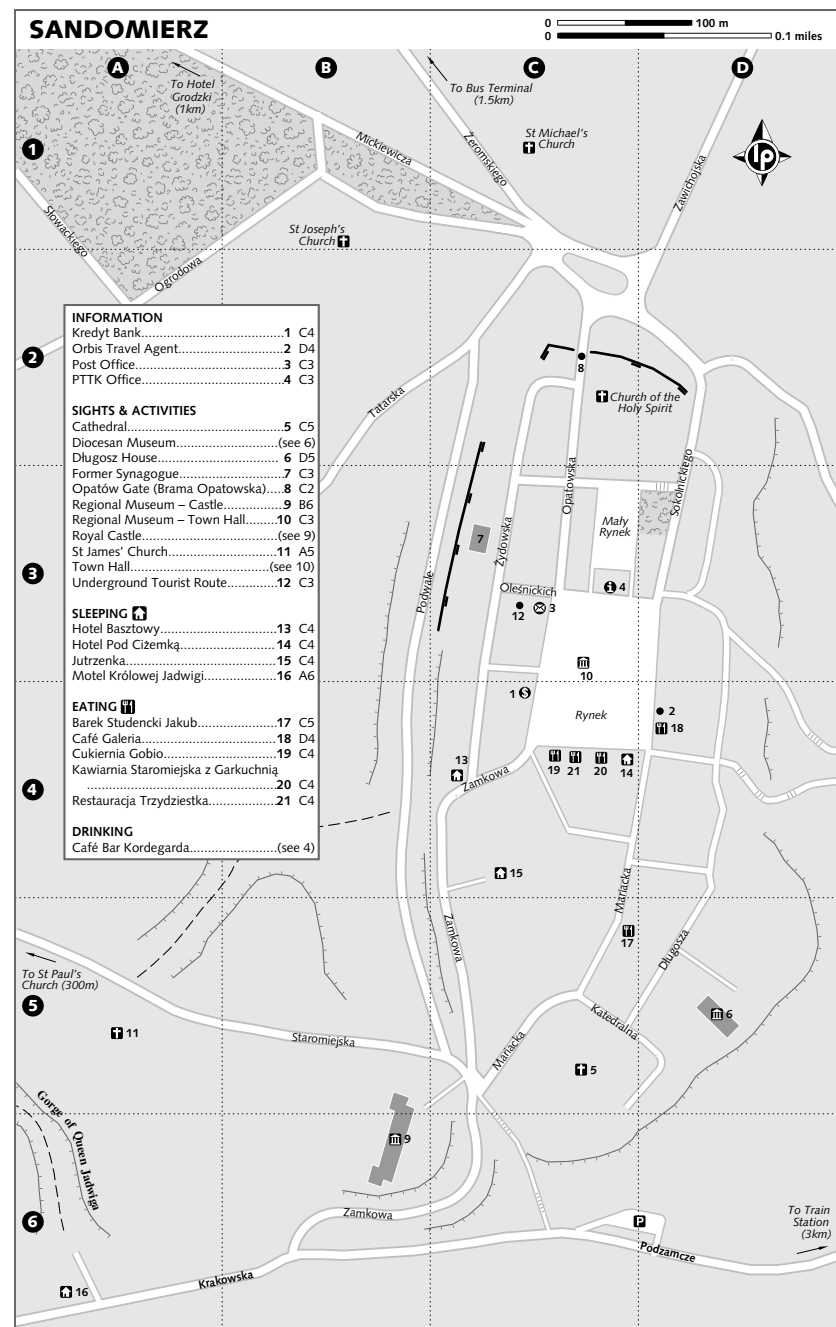 SANDOMIERZ
0 100 m
0 0.1 miles
A B C D
To Hotel
Grodzki
(1km)
To Bus Terminal
(1.5km)
1
Mickiewicza
Żeromskiego
St Michael's
Church
lp
Zawichojska
Słowackiego
St Joseph's
Church
Ogrodowa
INFORMATION
Kredyt Bank..............................1 C4
Orbis Travel Agent.....................2 D4
Post Office................................3 C3
PTTK Office...............................4 C3
SIGHTS & ACTIVITIES
Cathedral..................................5 C5
Diocesan Museum....................(see 6)
Długosz House..........................6 D5
Former Synagogue.....................7 C3
Opatów Gate (Brama Opatowska)....8 C2
Regional Museum – Castle...........9 B6
Regional Museum – Town Hall......10 C3
Royal Castle............................(see 9)
St James' Church......................11 A5
Town Hall..............................(see 10)
Underground Tourist Route..........12 C3
SLEEPING
Hotel Basztowy........................13 C4
Hotel Pod Ciżemką...................14 C4
Jutrzenka................................15 C4
Motel Królowej Jadwigi..............16 A6
EATING
Barek Studencki Jakub...............17 C5
Café Galeria............................18 D4
Cukiernia Gobio.......................19 C4
Kawiarnia Staromiejska z Garkuchnią
..........................................20 C4
Restauracja Trzydziestka.............21 C4
DRINKING
Café Bar Kordegarda..................(see 4)
2
8
Church of the
Holy Spirit
Tatarska
Opatowska
Sokolnickiego
3
7
Żydowska
Mały
Rynek
Podwale
Oleśnickich
4
12
3
10
1
$
Rynek
2
18
4
13
Zamkowa
19 21 20 14
15
Mariacka
Zamkowa
17
Długosza
To St Paul's
Church (300m)
5
11
Staromiejska
Mariacka
Katedralna
6
5
Gorge of Queen Jadwiga
9
6
Zamkowa
P
To Train
Station
(3km)
Podzamcze
Krakowska
16